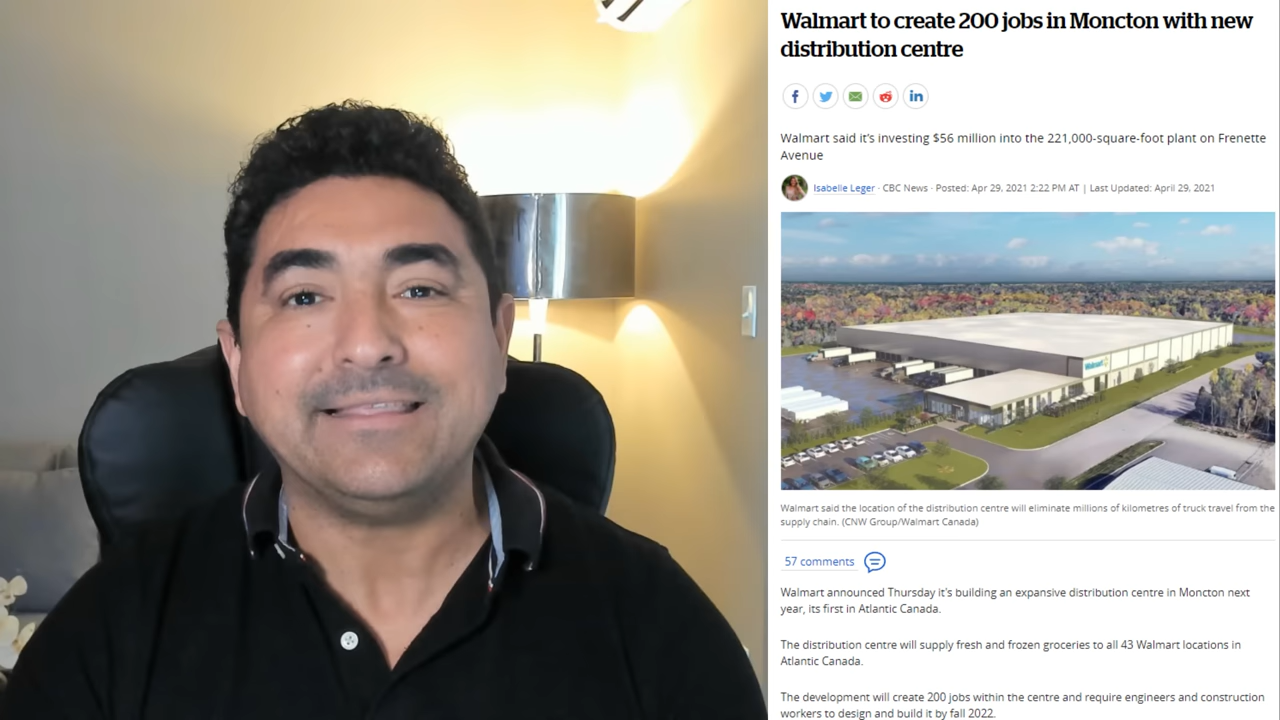 Walmart to create 200 jobs in Moncton with new
distribution centre
Walmart said it's investing $56 million into the 221,000-square-foot plant on Frenette
Avenue
Isabelle Leger · CBC News · Posted: Apr 29, 2021 2:22 PM AT | Last Updated: April 29, 2021
Walmart
Walmart said the location of the distribution centre will eliminate millions of kilometres of truck travel from the
supply chain. (CNW Group/Walmart Canada)
57 comments
Walmart announced Thursday it's building an expansive distribution centre in Moncton next
year, its first in Atlantic Canada.
The distribution centre will supply fresh and frozen groceries to all 43 Walmart locations in
Atlantic Canada.
The development will create 200 jobs within the centre and require engineers and construction
workers to design and build it by fall 2022.